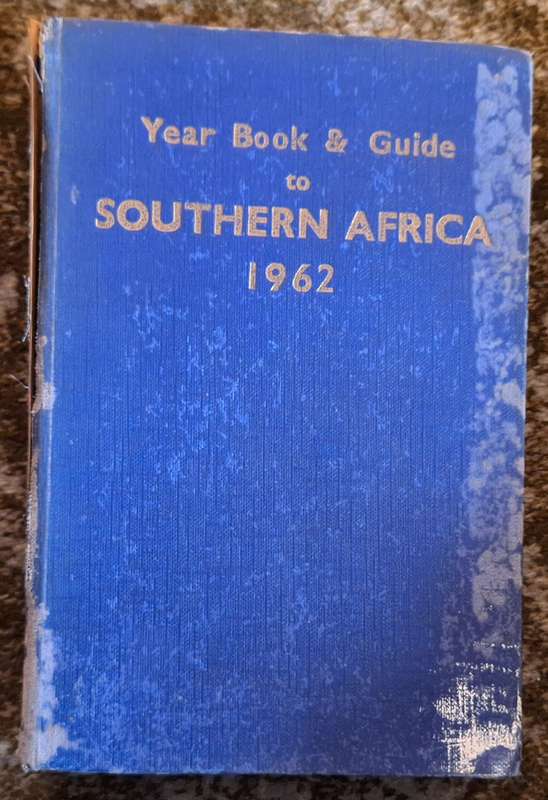 Year Book & Guide
to
SOUTHERN AFRICA
1962